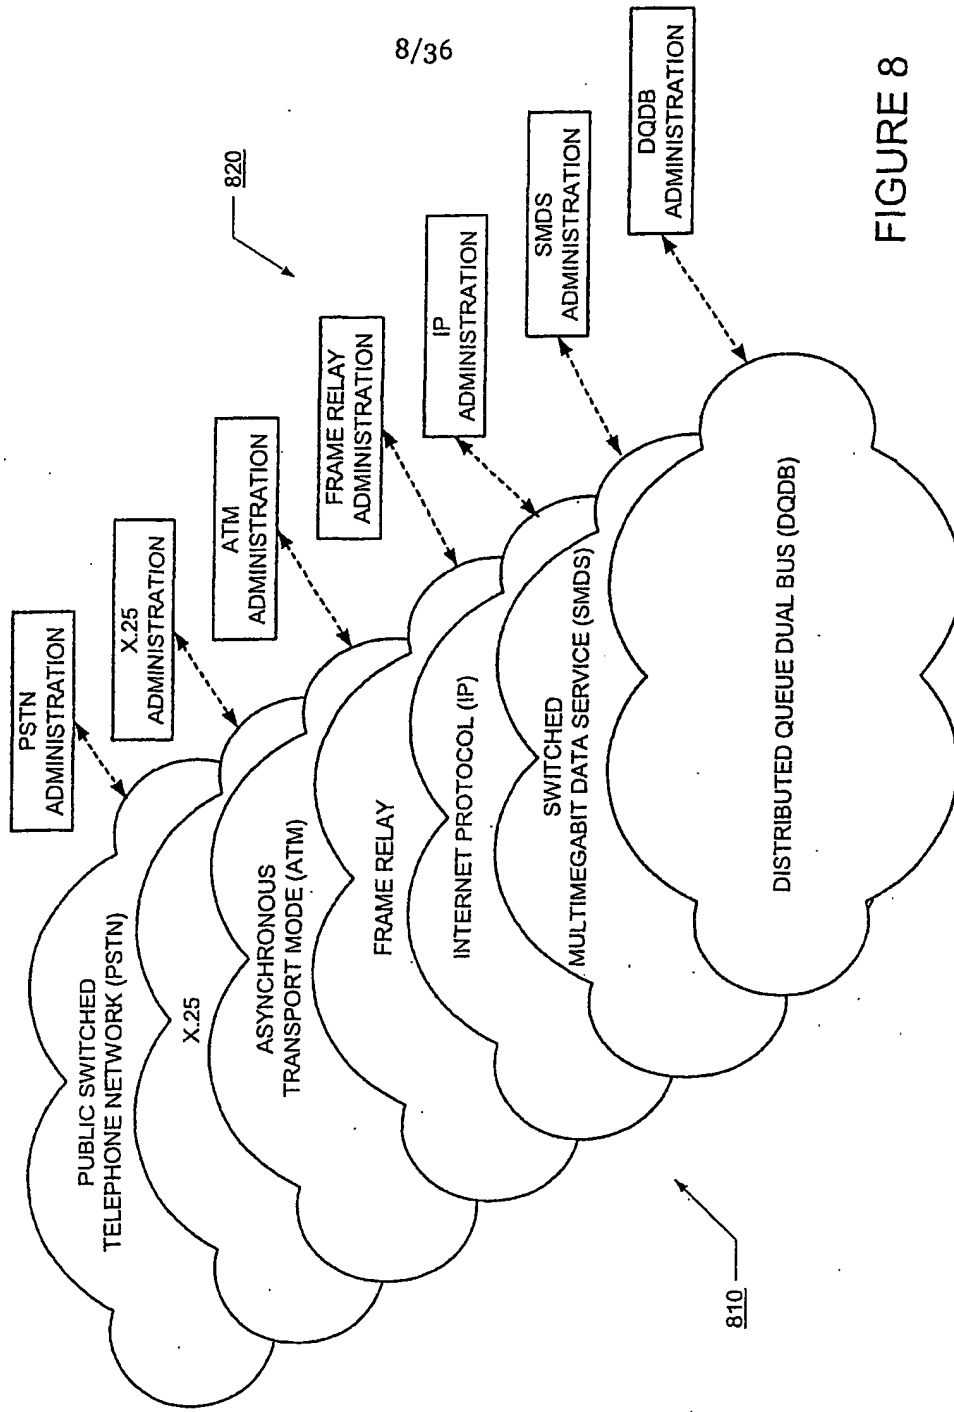 8/36
820
PSTN
ADMINISTRATION
X.25
ADMINISTRATION
ATM
ADMINISTRATION
FRAME RELAY
ADMINISTRATION
IP
ADMINISTRATION
SMDS
ADMINISTRATION
DQDB
ADMINISTRATION
PUBLIC SWITCHED
TELEPHONE NETWORK (PSTN)
X.25
ASYNCHRONOUS
TRANSPORT MODE (ATM)
FRAME RELAY
INTERNET PROTOCOL (IP)
SWITCHED
MULTIMEGABIT DATA SERVICE (SMDS)
DISTRIBUTED QUEUE DUAL BUS (DQDB)
810
FIGURE 8